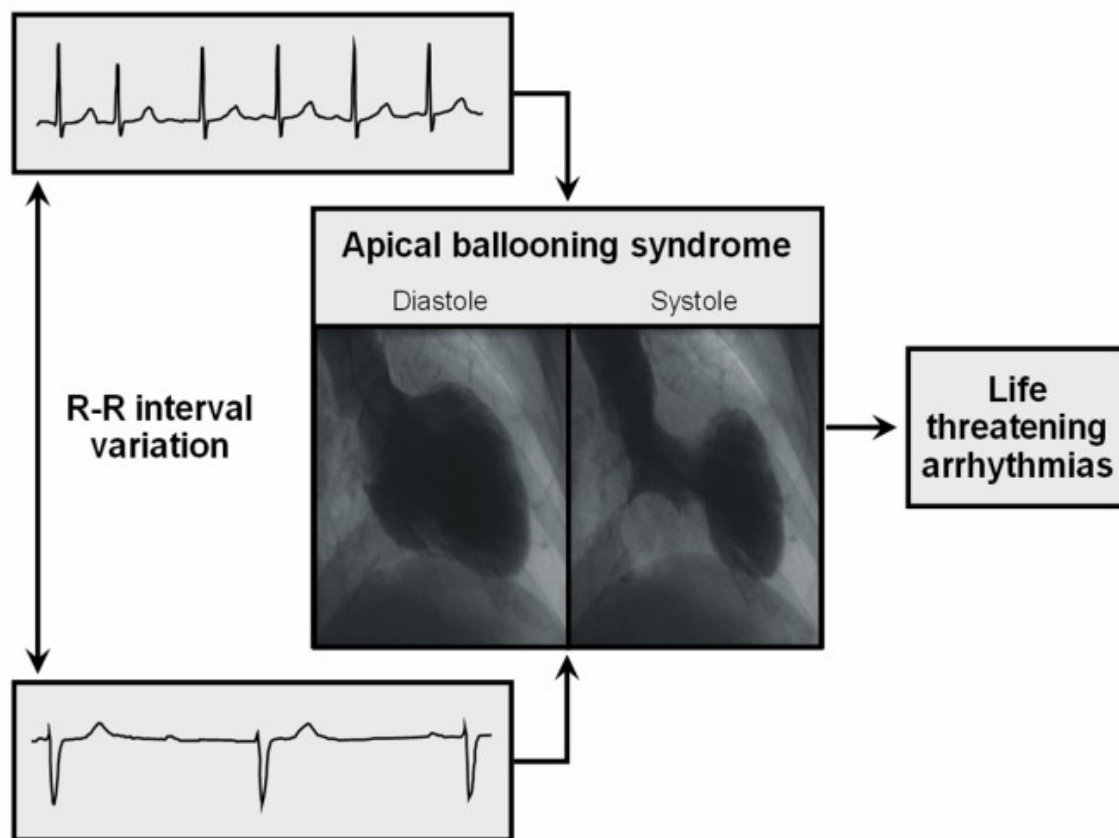 Apical ballooning syndrome
Diastole
Systole
R-R interval
variation
Life
threatening
arrhythmias